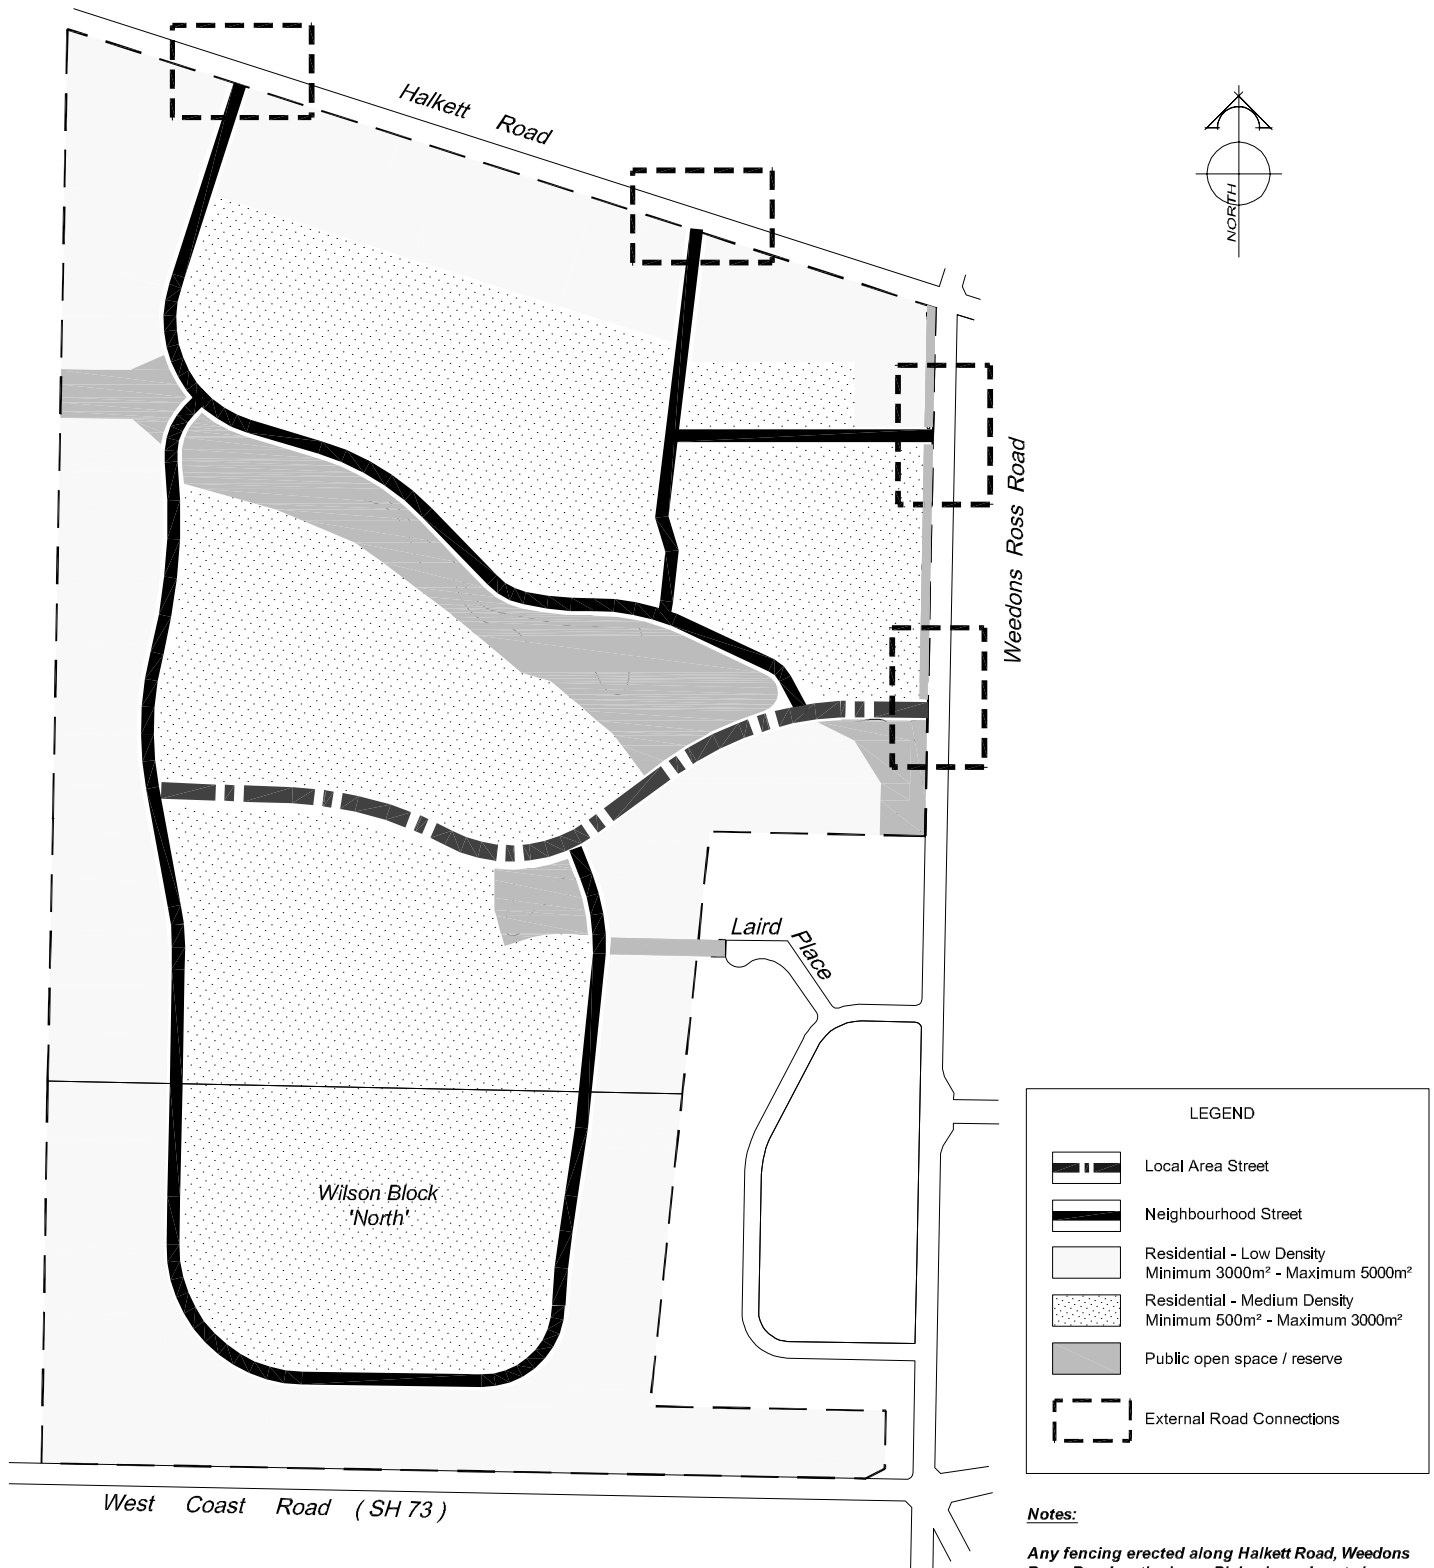 Halkett Road
NORTH
Weedons Ross Road
Laird Place
Wilson Block
'North'
West Coast Road ( SH 73 )
LEGEND
Local Area Street
Neighbourhood Street
Residential - Low Density
Minimum 3000m² - Maximum 5000m²
Residential - Medium Density
Minimum 500m² - Maximum 3000m²
Public open space / reserve
External Road Connections
Notes:
Any fencing erected along Halkett Road, Weedons